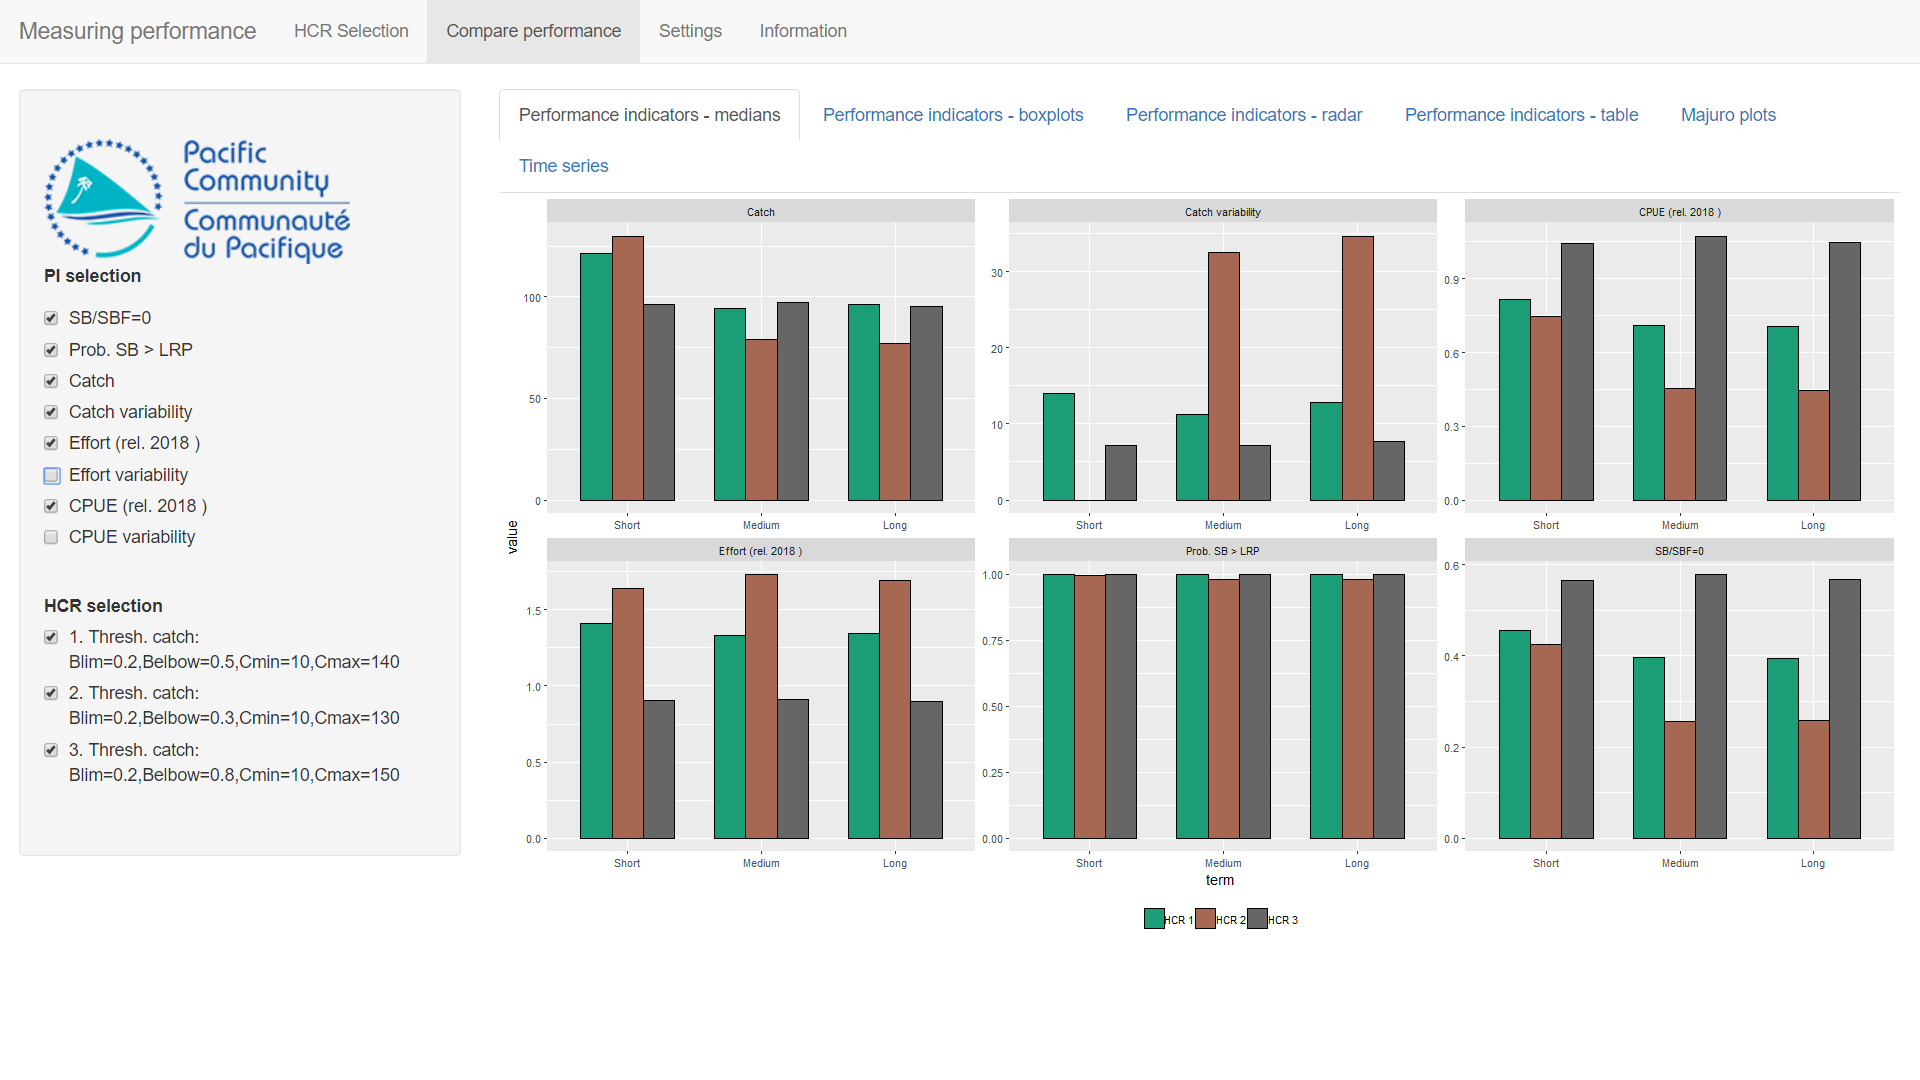 Measuring performance
HCR Selection
Compare performance
Settings
Information
Pacific
Community
Communauté
du Pacifique
PI selection
SB/SBF=0
Prob. SB > LRP
Catch
Catch variability
Effort (rel. 2018 )
Effort variability
CPUE (rel. 2018 )
CPUE variability
HCR selection
1. Thresh. catch:
Blim=0.2,Belbow=0.5,Cmin=10,Cmax=140
2. Thresh. catch:
Blim=0.2,Belbow=0.3,Cmin=10,Cmax=130
3. Thresh. catch:
Blim=0.2,Belbow=0.8,Cmin=10,Cmax=150
Performance indicators - medians
Performance indicators - boxplots
Performance indicators - radar
Performance indicators - table
Majuro plots
Time series
value
Catch
100
50
0
Short Medium Long
Catch variability
30
20
10
0
Short Medium Long
CPUE (rel. 2018 )
0.9
0.6
0.3
0.0
Short Medium Long
Effort (rel. 2018 )
1.5
1.0
0.5
0.0
Short Medium Long
Prob. SB > LRP
1.00
0.75
0.50
0.25
0.00
Short Medium Long
SB/SBF=0
0.6
0.4
0.2
0.0
Short Medium Long
term
HCR 1 HCR 2 HCR 3